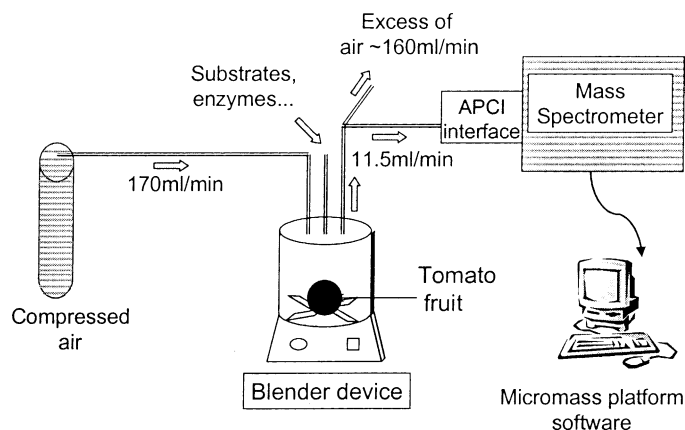 Excess of
air ~160ml/min
Substrates,
enzymes...
APCI
interface
Mass
Spectrometer
170ml/min
11.5ml/min
Compressed
air
Tomato
fruit
Blender device
Micromass platform
software